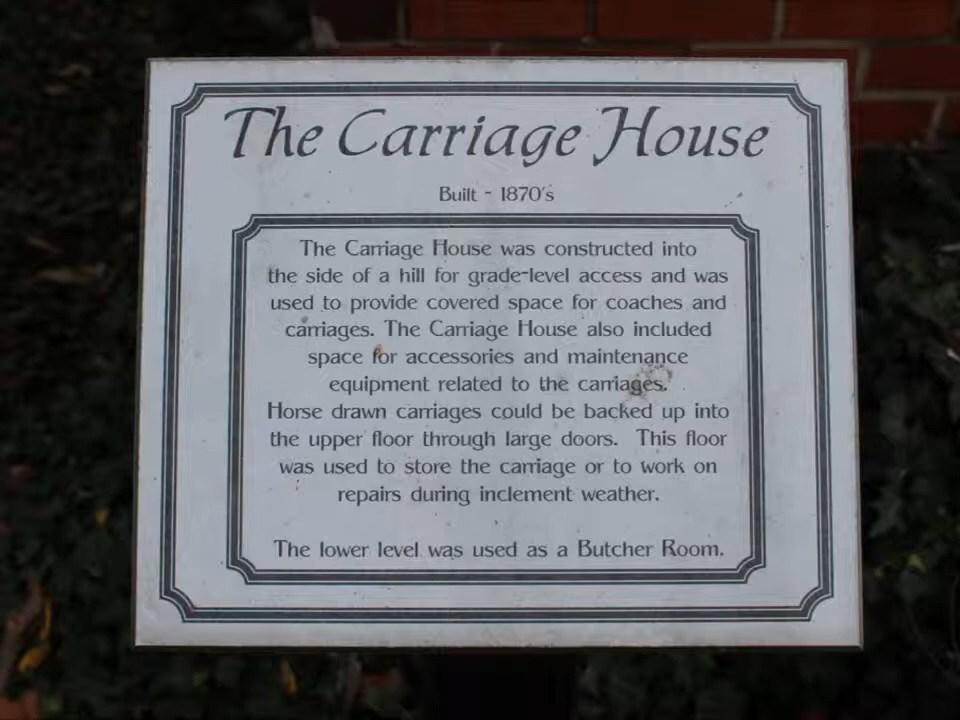 The Carriage House
Built - 1870's
The Carriage House was constructed into
the side of a hill for grade-level access and was
used to provide covered space for coaches and
carriages. The Carriage House also included
space for accessories and maintenance
equipment related to the carriages.
Horse drawn carriages could be backed up into
the upper floor through large doors. This floor
was used to store the carriage or to work on
repairs during inclement weather.
The lower level was used as a Butcher Room.